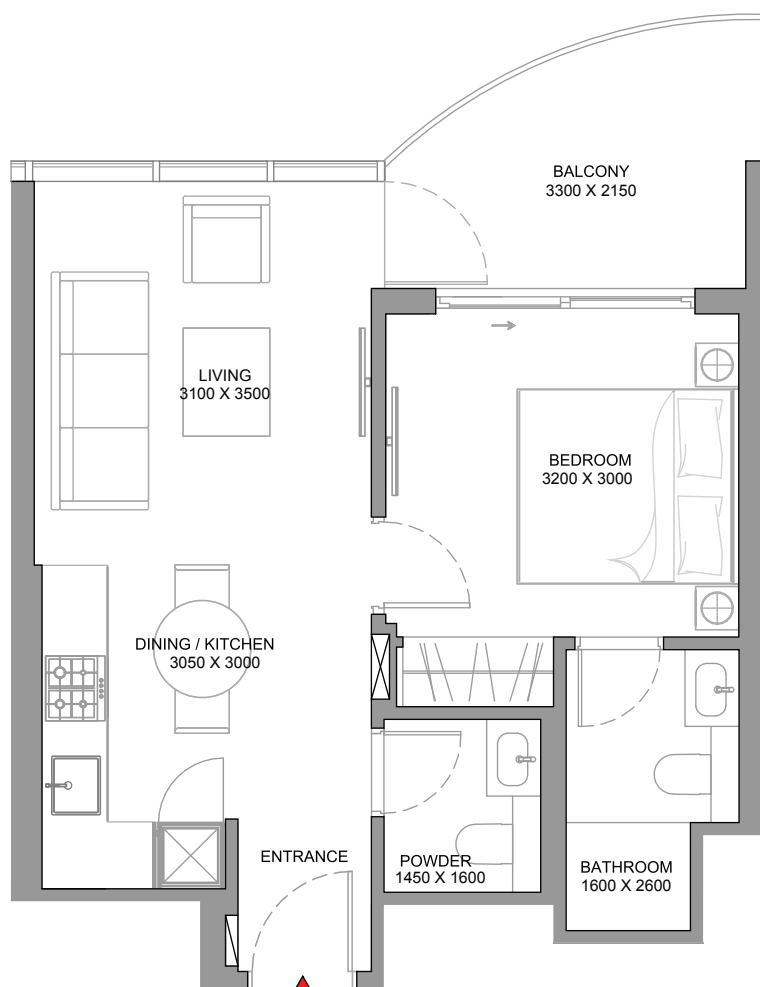 BALCONY
3300 X 2150
LIVING
3100 X 3500
BEDROOM
3200 X 3000
DINING / KITCHEN
3050 X 3000
ENTRANCE
POWDER
1450 X 1600
BATHROOM
1600 X 2600